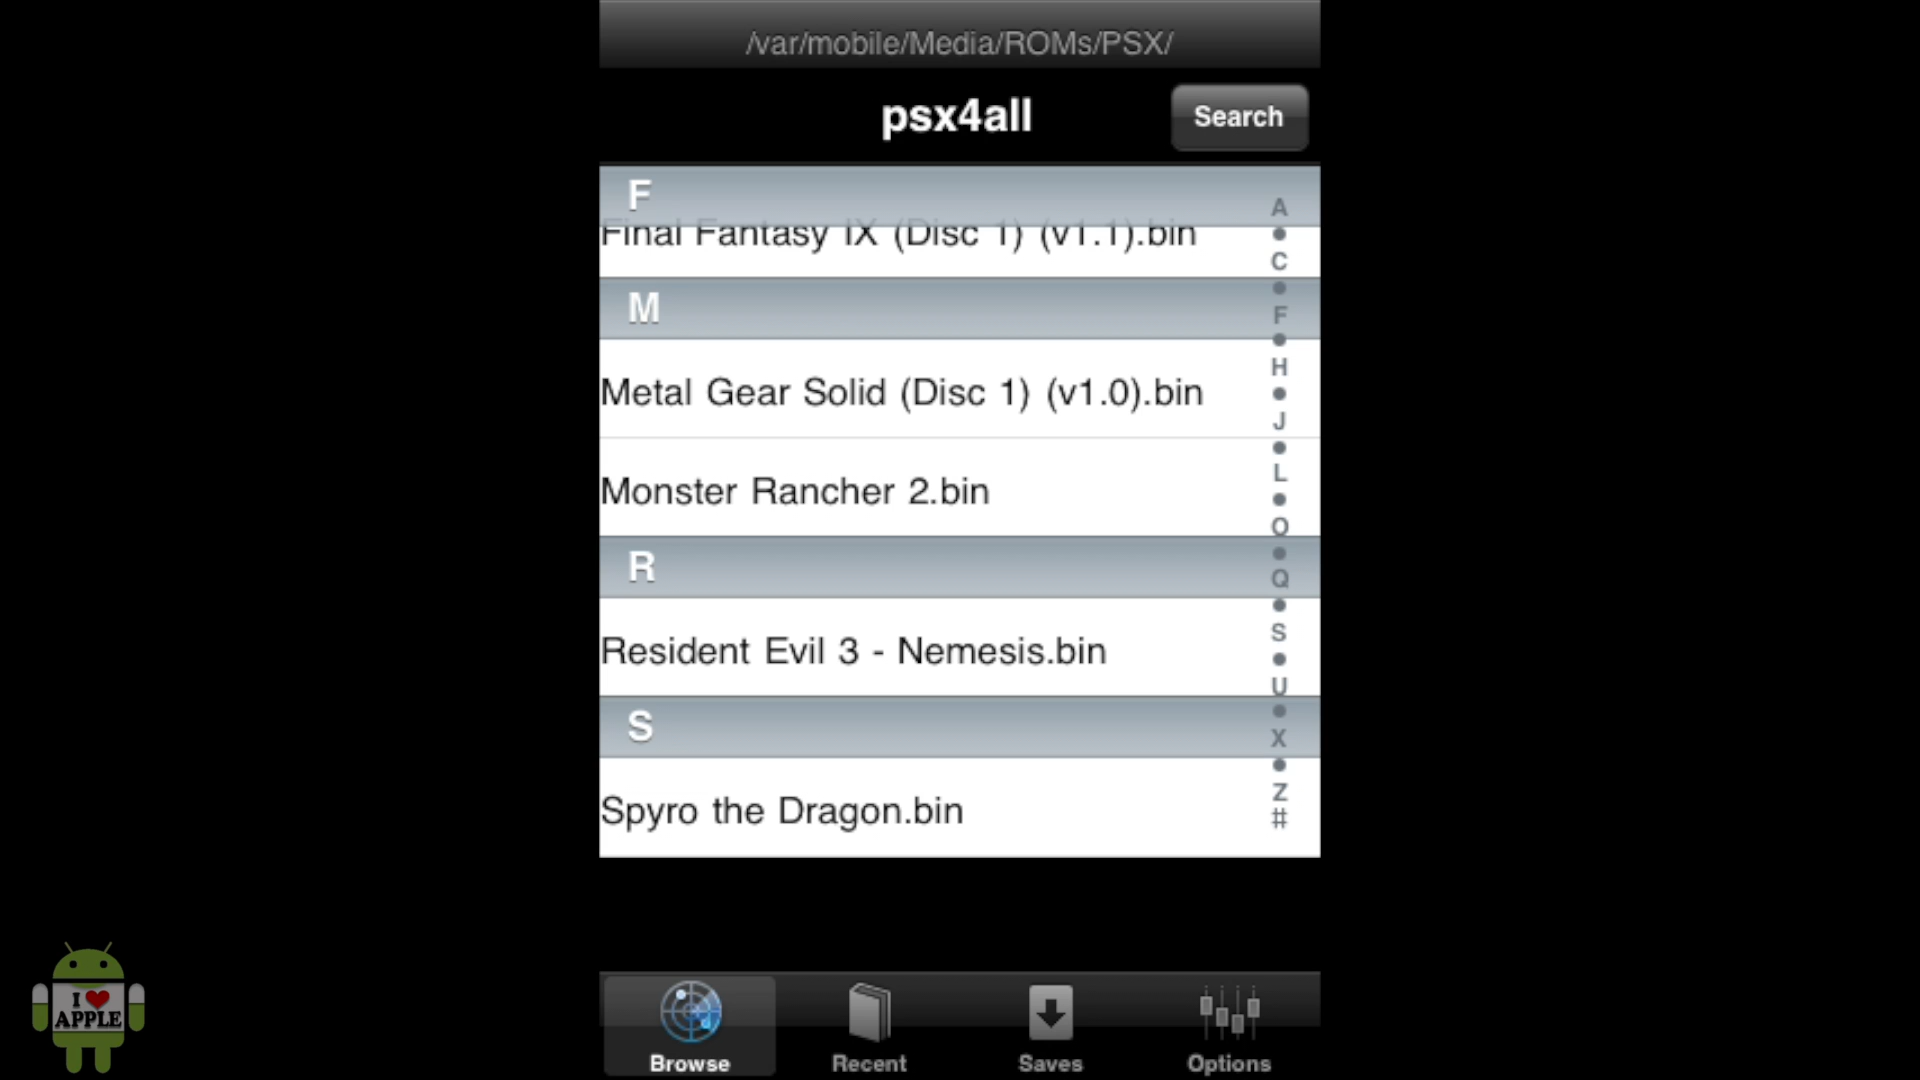 /var/mobile/Media/ROMs/PSX/
psx4all
Search
F
Final Fantasy IX (Disc 1) (v1.1).bin
M
Metal Gear Solid (Disc 1) (v1.0).bin
Monster Rancher 2.bin
R
Resident Evil 3 - Nemesis.bin
S
Spyro the Dragon.bin
A
●
C
●
F
●
H
●
J
●
L
●
O
●
Q
●
S
●
U
●
X
●
Z
#
I ❤ APPLE
Browse
Recent
Saves
Options